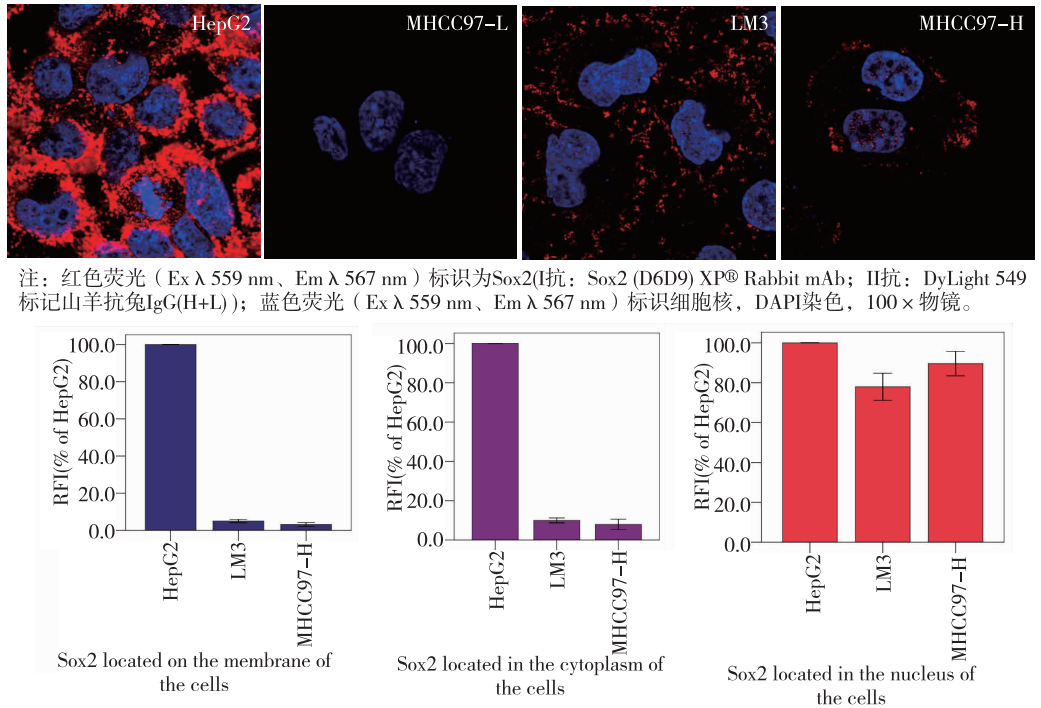 HepG2
MHCC97-L
LM3
MHCC97-H
注：红色荧光（Ex λ 559 nm、Em λ 567 nm）标识为Sox2(I抗：Sox2 (D6D9) XP® Rabbit mAb；II抗：DyLight 549
标记山羊抗兔IgG(H+L) )；蓝色荧光（Ex λ 559 nm、Em λ 567 nm）标识细胞核，DAPI染色，100×物镜。
RFI(% of HepG2)
100.0
80.0
60.0
40.0
20.0
0.0
HepG2
LM3
MHCC97-H
Sox2 located on the membrane of
the cells
RFI(% of HepG2)
100.0
80.0
60.0
40.0
20.0
0.0
HepG2
LM3
MHCC97-H
Sox2 located in the cytoplasm of
the cells
RFI(% of HepG2)
100.0
80.0
60.0
80.0
20.0
0.0
HepG2
LM3
MHCC97-H
Sox2 located in the nucleus of
the cells